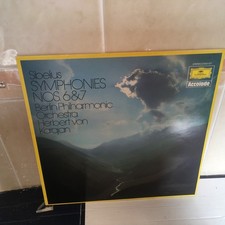 Sibelius
SYMPHONIES
NOS. 6 & 7
Berlin Philharmonic
Orchestra
Herbert von
Karajan
Accolade